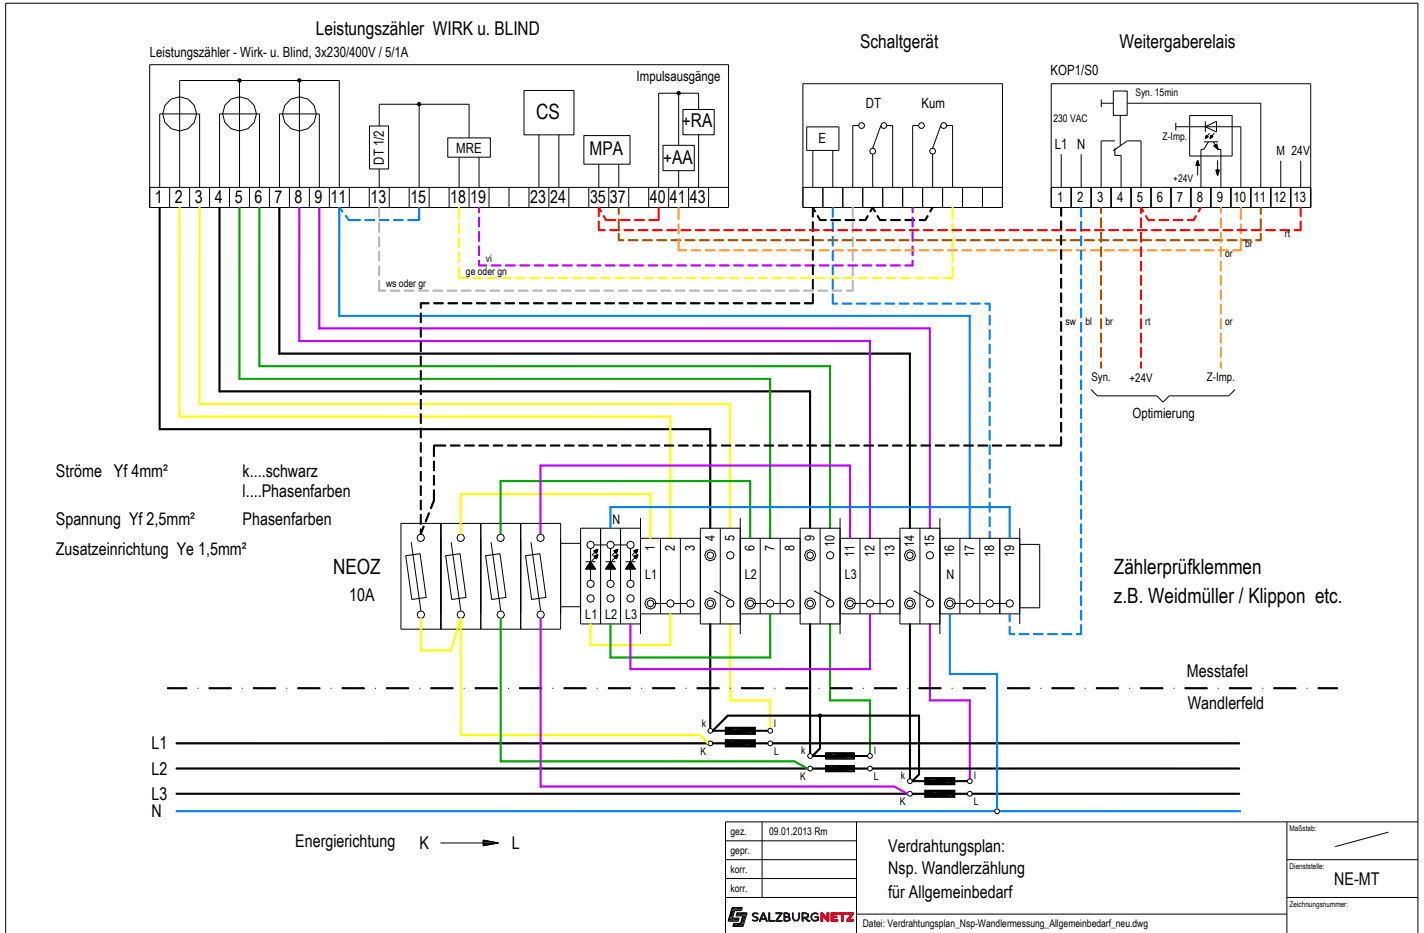 Leistungszähler WIRK u. BLIND
Leistungszähler - Wirk- u. Blind, 3x230/400V / 5/1A
Schaltgerät
Weitergaberelais
KOP1/S0
Impulsausgänge
DT 1/2
MRE
CS
MPA
+AA
+RA
E
DT
Kum
Syn. 15min
230 VAC
L1 N
Z-Imp.
+24V
M 24V
1 2 3 4 5 6 7 8 9 11 13 15 18 19 23 24 35 37 40 41 43
1 2 3 4 5 6 7 8 9 10 11 12 13
rt
br
or
vi
ge oder gn
ws oder gr
sw bl br rt or
Syn. +24V Z-Imp.
Optimierung
Ströme Yf 4mm² k....schwarz
l....Phasenfarben
Spannung Yf 2,5mm² Phasenfarben
Zusatzeinrichtung Ye 1,5mm²
NEOZ
10A
N
1 2 3 4 5 6 7 8 9 10 11 12 13 14 15 16 17 18 19
L1 L2 L3 N
L1 L2 L3
Zählerprüfklemmen
z.B. Weidmüller / Klippon etc.
Messtafel
Wandlerfeld
k l
K L
k l
K L
k l
K L
L1
L2
L3
N
Energierichtung K L
gez. 09.01.2013 Rm
gepr.
korr.
korr.
SALZBURGNETZ
Verdrahtungsplan:
Nsp. Wandlerzählung
für Allgemeinbedarf
Datei: Verdrahtungsplan_Nsp-Wandlermessung_Allgemeinbedarf_neu.dwg
Maßstab:
Dienststelle:
NE-MT
Zeichnungsnummer: